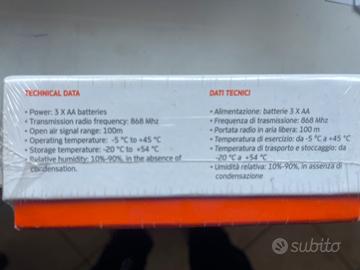 TECHNICAL DATA
• Power: 3 X AA batteries
• Transmission radio frequency: 868 Mhz
• Open air signal range: 100m
• Operating temperature: -5 °C to +45 °C
• Storage temperature: -20 °C to +54 °C
• Relative humidity: 10%-90%, in the absence of
condensation.
DATI TECNICI
• Alimentazione: batterie 3 X AA
• Frequenza di trasmissione: 868 Mhz
• Portata radio in aria libera: 100 m
• Temperatura di esercizio: da -5 °C a +45 °C
• Temperatura di trasporto e stoccaggio: da
-20 °C a +54 °C
• Umidità relativa: 10%-90%, in assenza di
condensazione
subito